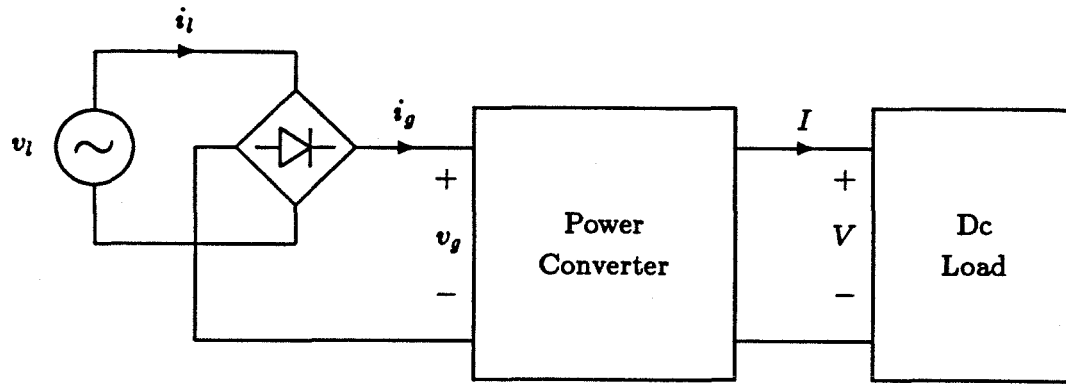 i_l
v_l
i_g
+
v_g
−
Power
Converter
I
+
V
−
Dc
Load